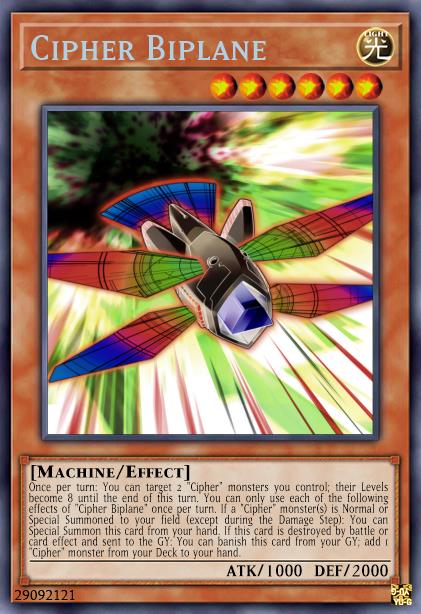 Cipher Biplane
LIGHT
光
[Machine/Effect]
Once per turn: You can target 2 "Cipher" monsters you control; their Levels
become 8 until the end of this turn. You can only use each of the following
effects of "Cipher Biplane" once per turn. If a "Cipher" monster(s) is Normal or
Special Summoned to your field (except during the Damage Step): You can
Special Summon this card from your hand. If this card is destroyed by battle or
card effect and sent to the GY: You can banish this card from your GY; add 1
"Cipher" monster from your Deck to your hand.
ATK/1000 DEF/2000
29092121